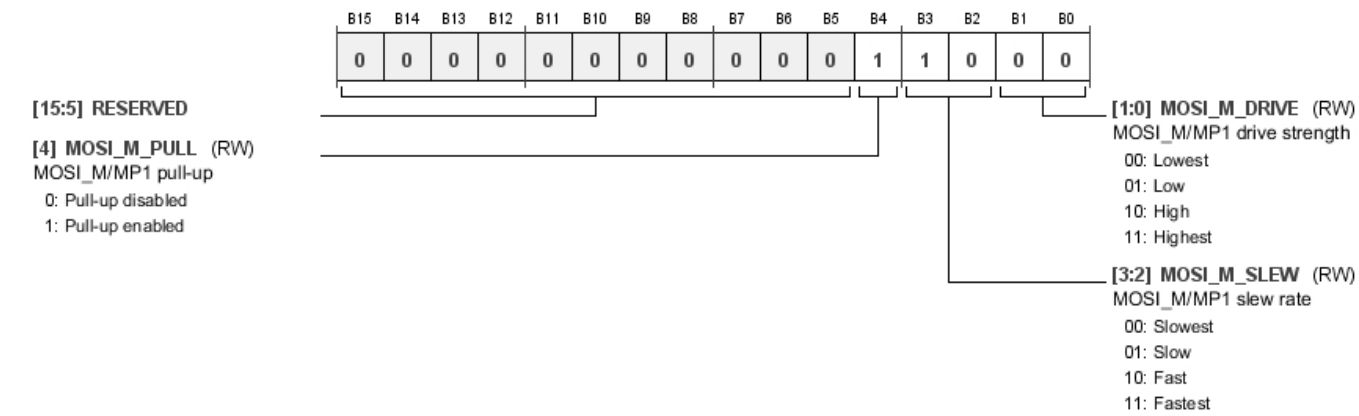 B15 B14 B13 B12 B11 B10 B9 B8 B7 B6 B5 B4 B3 B2 B1 B0
0 0 0 0 0 0 0 0 0 0 0 1 1 0 0 0
[15:5] RESERVED
[4] MOSI_M_PULL (RW)
MOSI_M/MP1 pull-up
0: Pull-up disabled
1: Pull-up enabled
[1:0] MOSI_M_DRIVE (RW)
MOSI_M/MP1 drive strength
00: Lowest
01: Low
10: High
11: Highest
[3:2] MOSI_M_SLEW (RW)
MOSI_M/MP1 slew rate
00: Slowest
01: Slow
10: Fast
11: Fastest